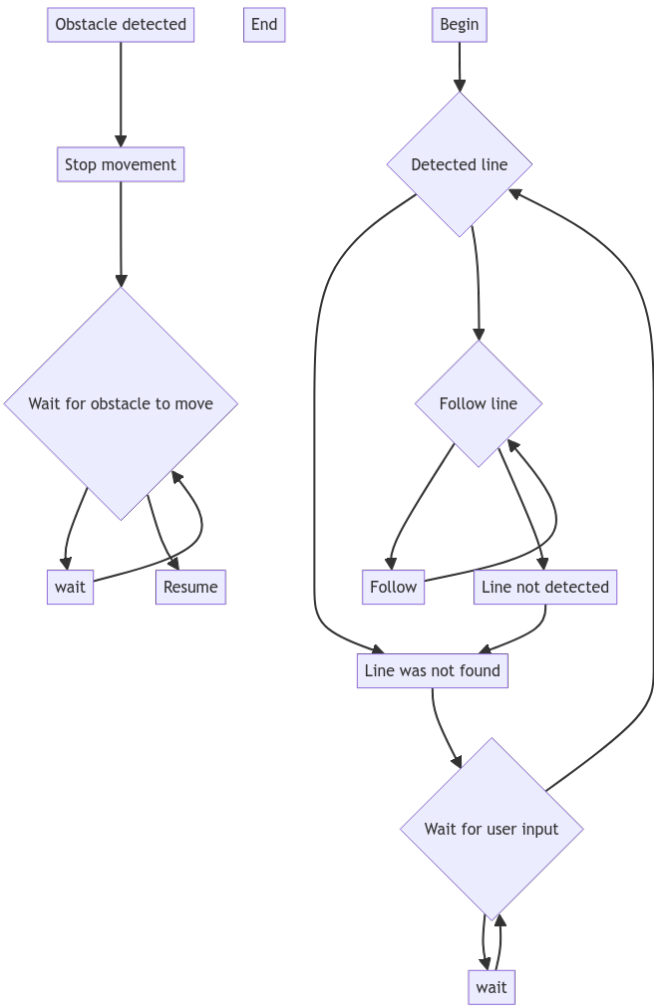 Obstacle detected
End
Begin
Stop movement
Detected line
Wait for obstacle to move
Follow line
wait
Resume
Follow
Line not detected
Line was not found
Wait for user input
wait